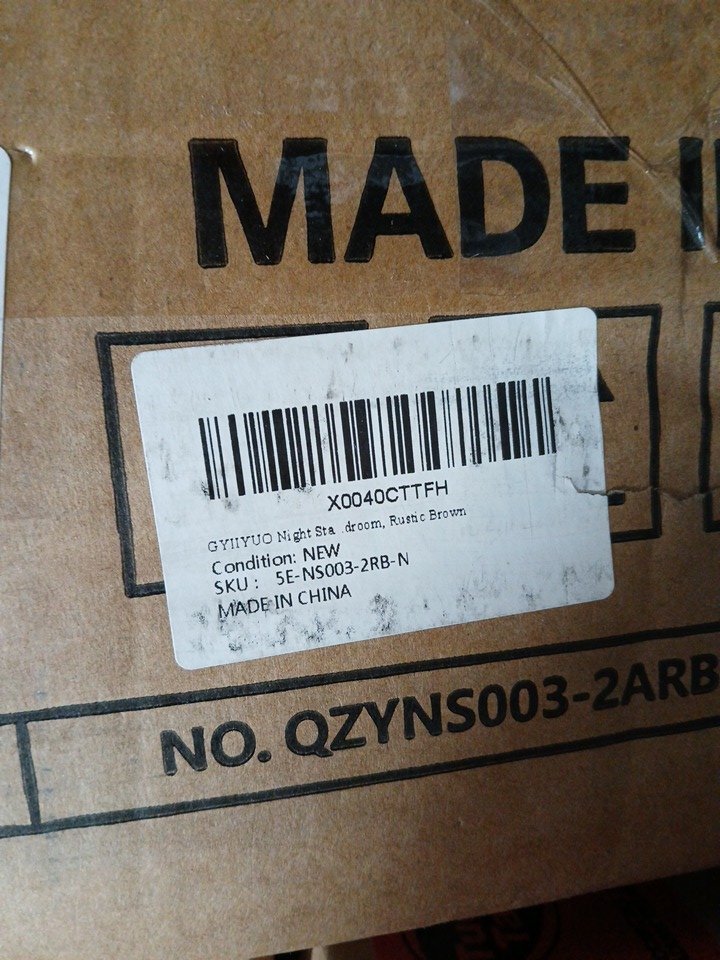 MADE I
X0040CTTFH
GYIIYUO Night Sta...droom, Rustic Brown
Condition: NEW
SKU : 5E-NS003-2RB-N
MADE IN CHINA
NO. QZYNS003-2ARB